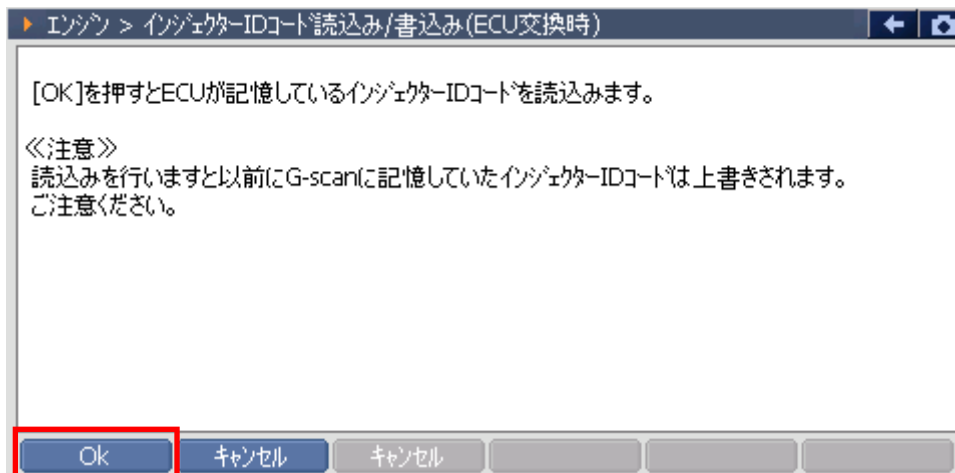 エンジン > インジェクターIDコード読込み/書込み(ECU交換時)
[OK]を押すとECUが記憶しているインジェクターIDコードを読込みます。
≪注意≫
読込みを行いますと以前にG-scanに記憶していたインジェクターIDコードは上書きされます。
ご注意ください。
Ok キャンセル キャンセル